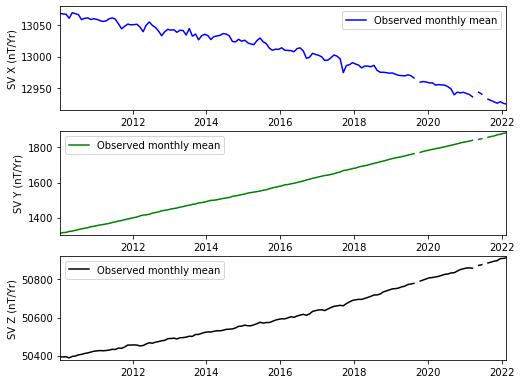 SV X (nT/Yr)
13050
13000
12950
Observed monthly mean
2012 2014 2016 2018 2020 2022
SV Y (nT/Yr)
1800
1600
1400
Observed monthly mean
2012 2014 2016 2018 2020 2022
SV Z (nT/Yr)
50800
50600
50400
Observed monthly mean
2012 2014 2016 2018 2020 2022